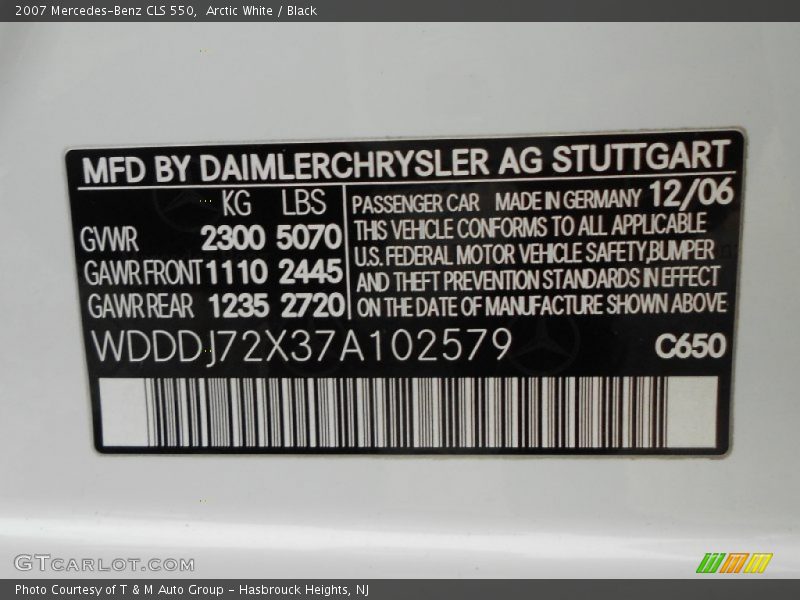 2007 Mercedes-Benz CLS 550,  Arctic White / Black
MFD BY DAIMLERCHRYSLER AG STUTTGART
KG LBS
GVWR 2300 5070
GAWR FRONT 1110 2445
GAWR REAR 1235 2720
PASSENGER CAR MADE IN GERMANY 12/06
THIS VEHICLE CONFORMS TO ALL APPLICABLE
U.S. FEDERAL MOTOR VEHICLE SAFETY,BUMPER
AND THEFT PREVENTION STANDARDS IN EFFECT
ON THE DATE OF MANUFACTURE SHOWN ABOVE
WDDDJ72X37A102579
C650
GTCARLOT.COM
Photo Courtesy of T & M Auto Group - Hasbrouck Heights, NJ